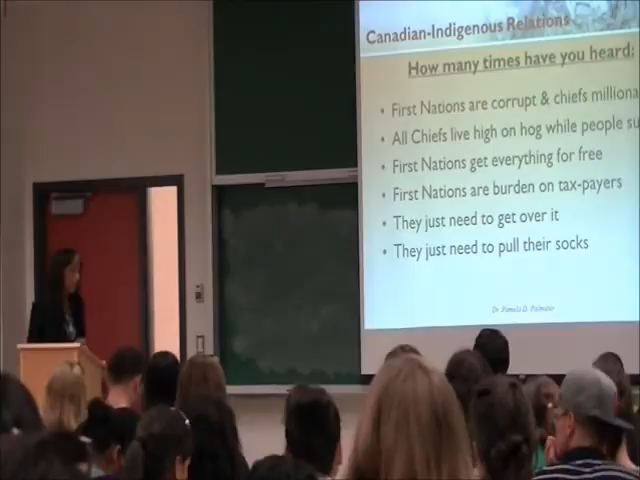 Canadian-Indigenous Relations
How many times have you heard:
• First Nations are corrupt & chiefs milliona
• All Chiefs live high on hog while people su
• First Nations get everything for free
• First Nations are burden on tax-payers
• They just need to get over it
• They just need to pull their socks
Dr. Pamela D. Palmater